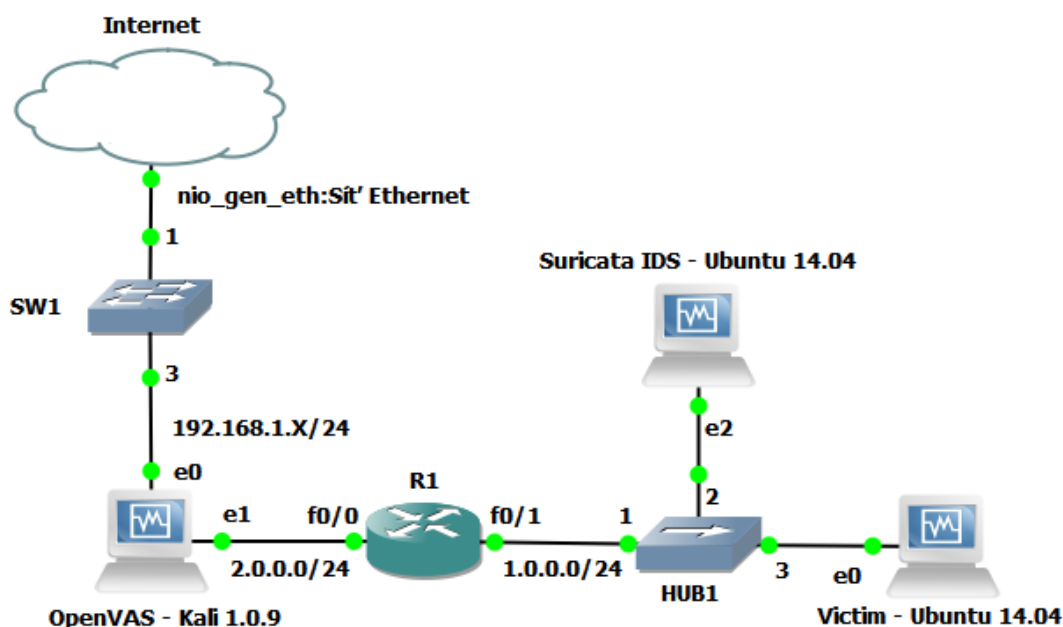 Internet
nio_gen_eth:Sít' Ethernet
1
Suricata IDS - Ubuntu 14.04
SW1
3
192.168.1.X/24
e2
e0
R1
2
e1
f0/0
f0/1
1
2.0.0.0/24
1.0.0.0/24
3
e0
HUB1
OpenVAS - Kali 1.0.9
Victim - Ubuntu 14.04